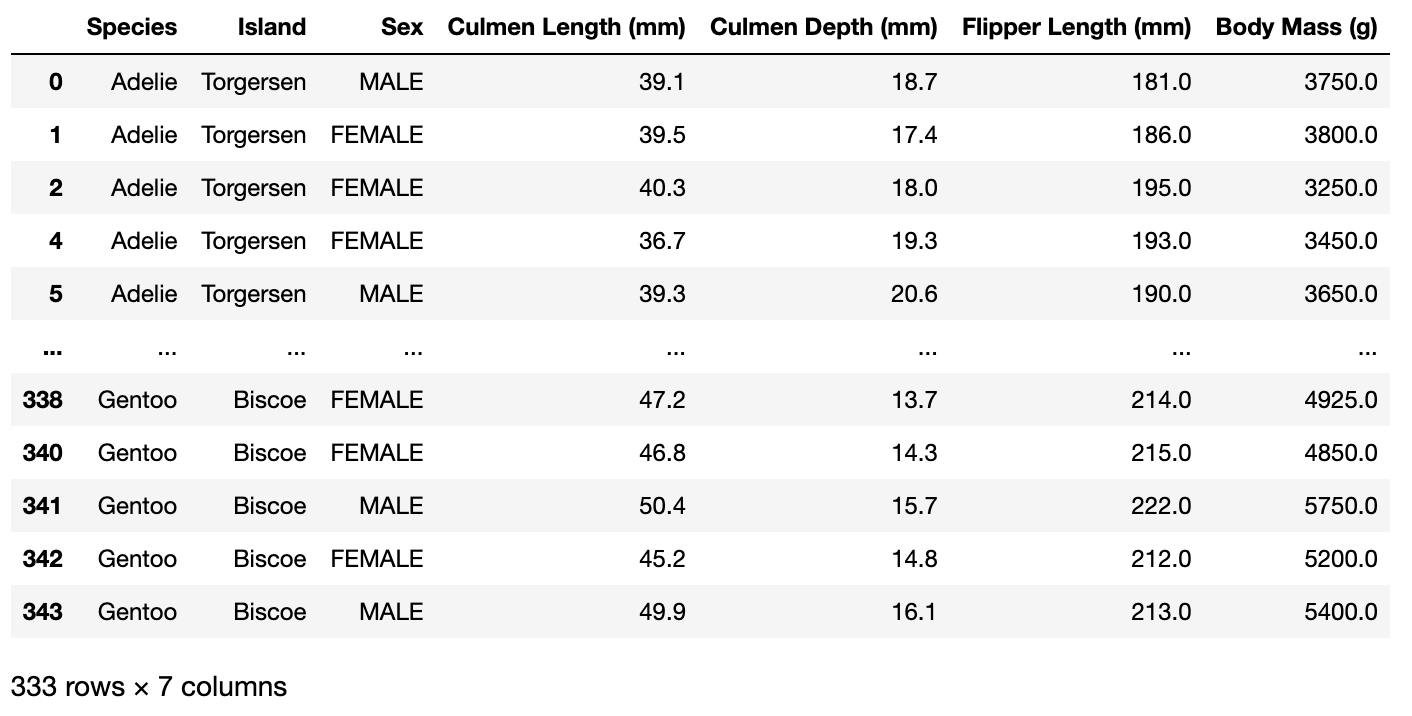 Species Island Sex Culmen Length (mm) Culmen Depth (mm) Flipper Length (mm) Body Mass (g)
0 Adelie Torgersen MALE 39.1 18.7 181.0 3750.0
1 Adelie Torgersen FEMALE 39.5 17.4 186.0 3800.0
2 Adelie Torgersen FEMALE 40.3 18.0 195.0 3250.0
4 Adelie Torgersen FEMALE 36.7 19.3 193.0 3450.0
5 Adelie Torgersen MALE 39.3 20.6 190.0 3650.0
... ... ... ... ... ... ... ...
338 Gentoo Biscoe FEMALE 47.2 13.7 214.0 4925.0
340 Gentoo Biscoe FEMALE 46.8 14.3 215.0 4850.0
341 Gentoo Biscoe MALE 50.4 15.7 222.0 5750.0
342 Gentoo Biscoe FEMALE 45.2 14.8 212.0 5200.0
343 Gentoo Biscoe MALE 49.9 16.1 213.0 5400.0
333 rows × 7 columns